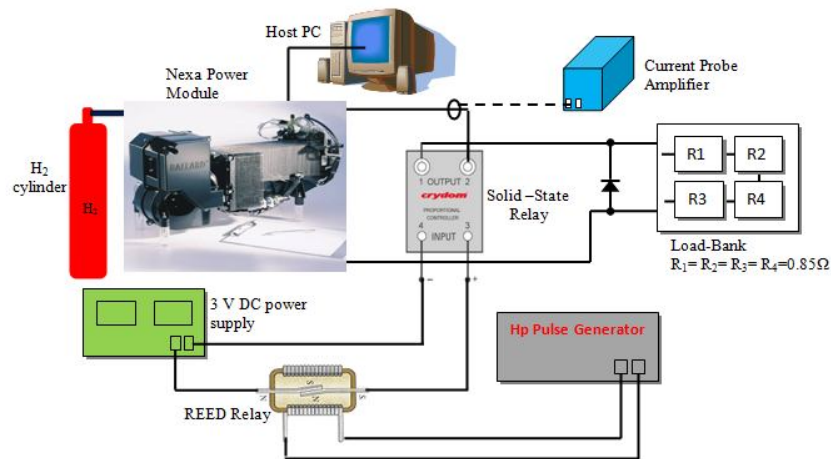 Host PC
Nexa Power
Module
Current Probe
Amplifier
H2
cylinder
H2
BALLARD
1 OUTPUT 2
crydom
PROPORTIONAL
CONTROLLER
4 INPUT 3
Solid –State
Relay
R1
R2
R3
R4
Load-Bank
R1= R2= R3= R4=0.85Ω
- +
3 V DC power
supply
Hp Pulse Generator
REED Relay
N
S
N
S